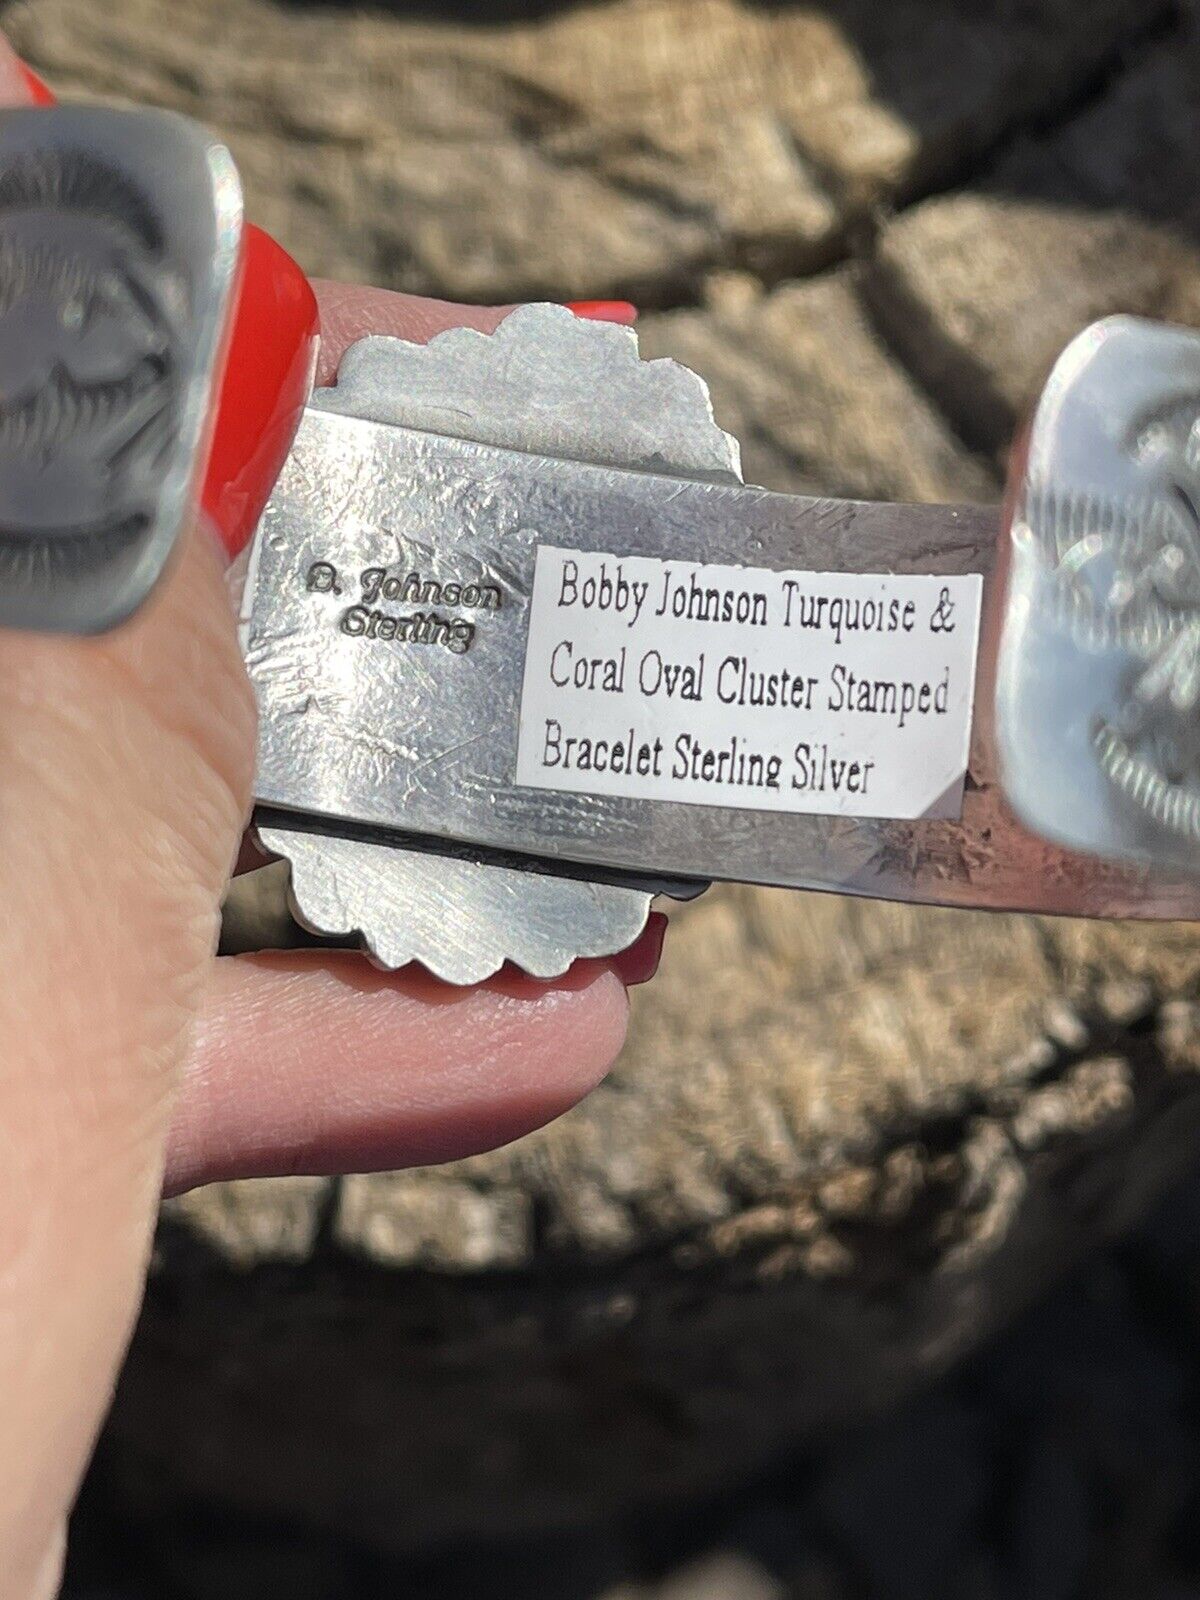 B. Johnson
Sterling
Bobby Johnson Turquoise &
Coral Oval Cluster Stamped
Bracelet Sterling Silver